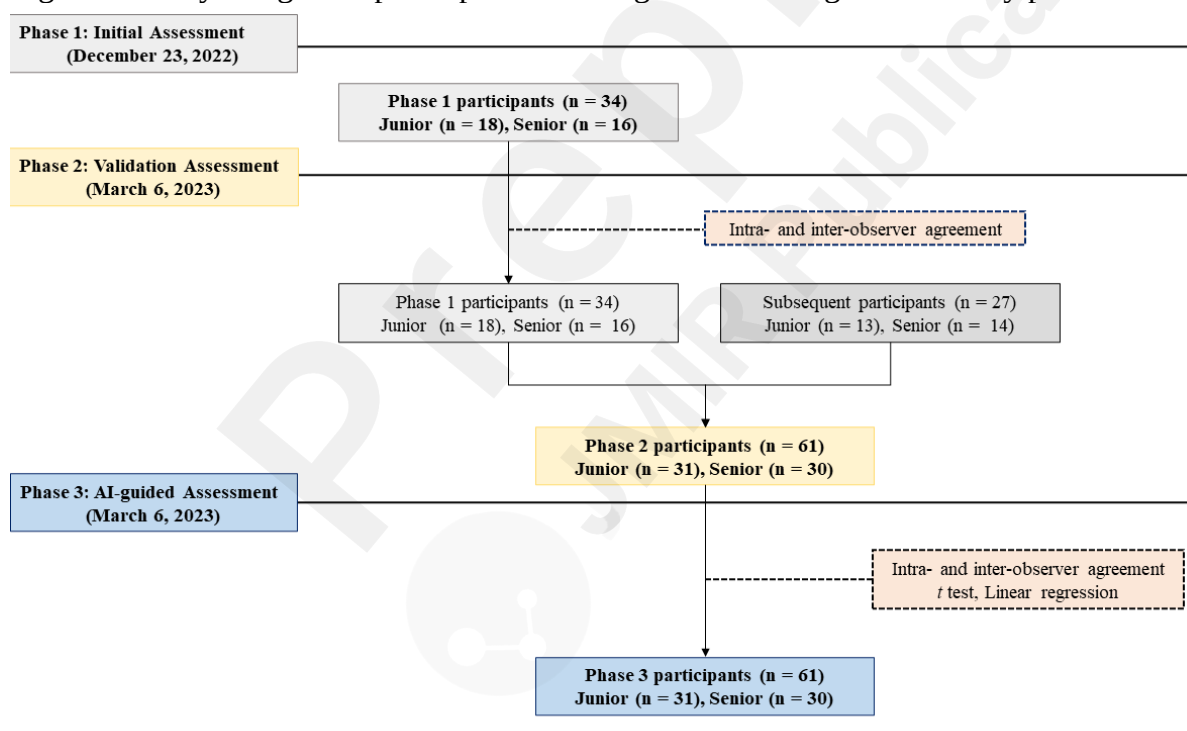 Phase 1: Initial Assessment
(December 23, 2022)
Phase 1 participants (n = 34)
Junior (n = 18), Senior (n = 16)
Phase 2: Validation Assessment
(March 6, 2023)
Intra- and inter-observer agreement
Phase 1 participants (n = 34)
Junior (n = 18), Senior (n = 16)
Subsequent participants (n = 27)
Junior (n = 13), Senior (n = 14)
Phase 2 participants (n = 61)
Junior (n = 31), Senior (n = 30)
Phase 3: AI-guided Assessment
(March 6, 2023)
Intra- and inter-observer agreement
t test, Linear regression
Phase 3 participants (n = 61)
Junior (n = 31), Senior (n = 30)
Prep
JMIR Publica